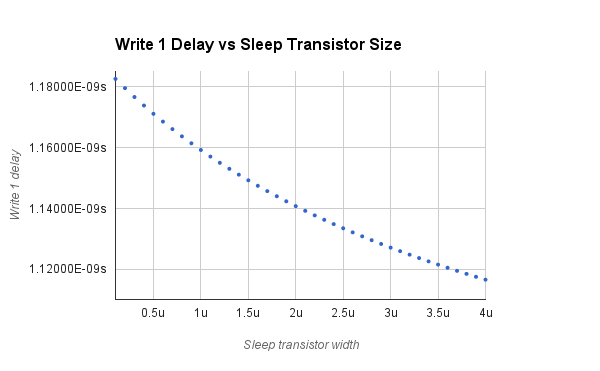 Write 1 Delay vs Sleep Transistor Size
1.18000E-09s
1.16000E-09s
1.14000E-09s
1.12000E-09s
Write 1 delay
0.5u 1u 1.5u 2u 2.5u 3u 3.5u 4u
Sleep transistor width